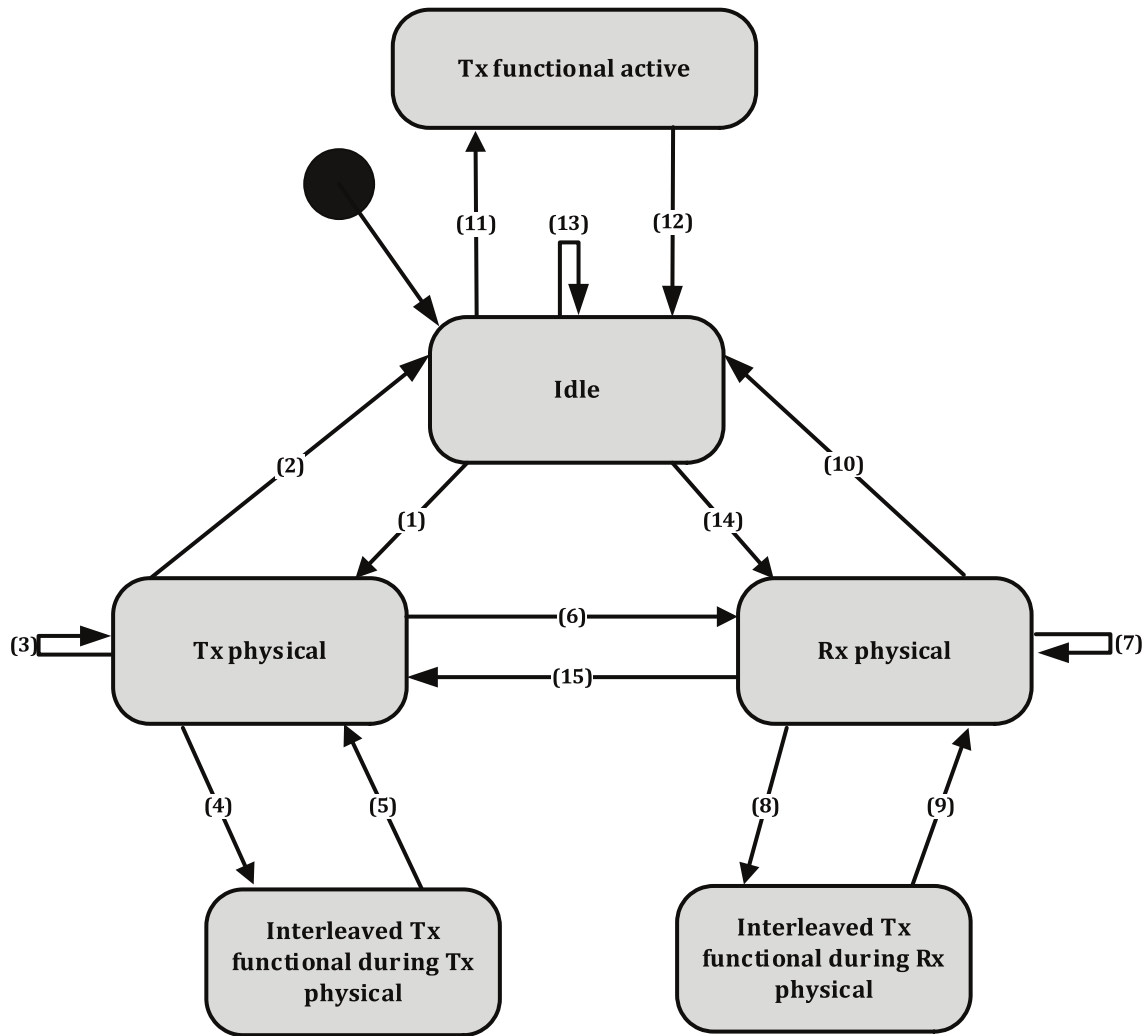 Tx functional active
(11)
(13)
(12)
Idle
(2)
(10)
(1)
(14)
(3)
Tx physical
(6)
(15)
Rx physical
(7)
(4)
(5)
(8)
(9)
Interleaved Tx
functional during Tx
physical
Interleaved Tx
functional during Rx
physical